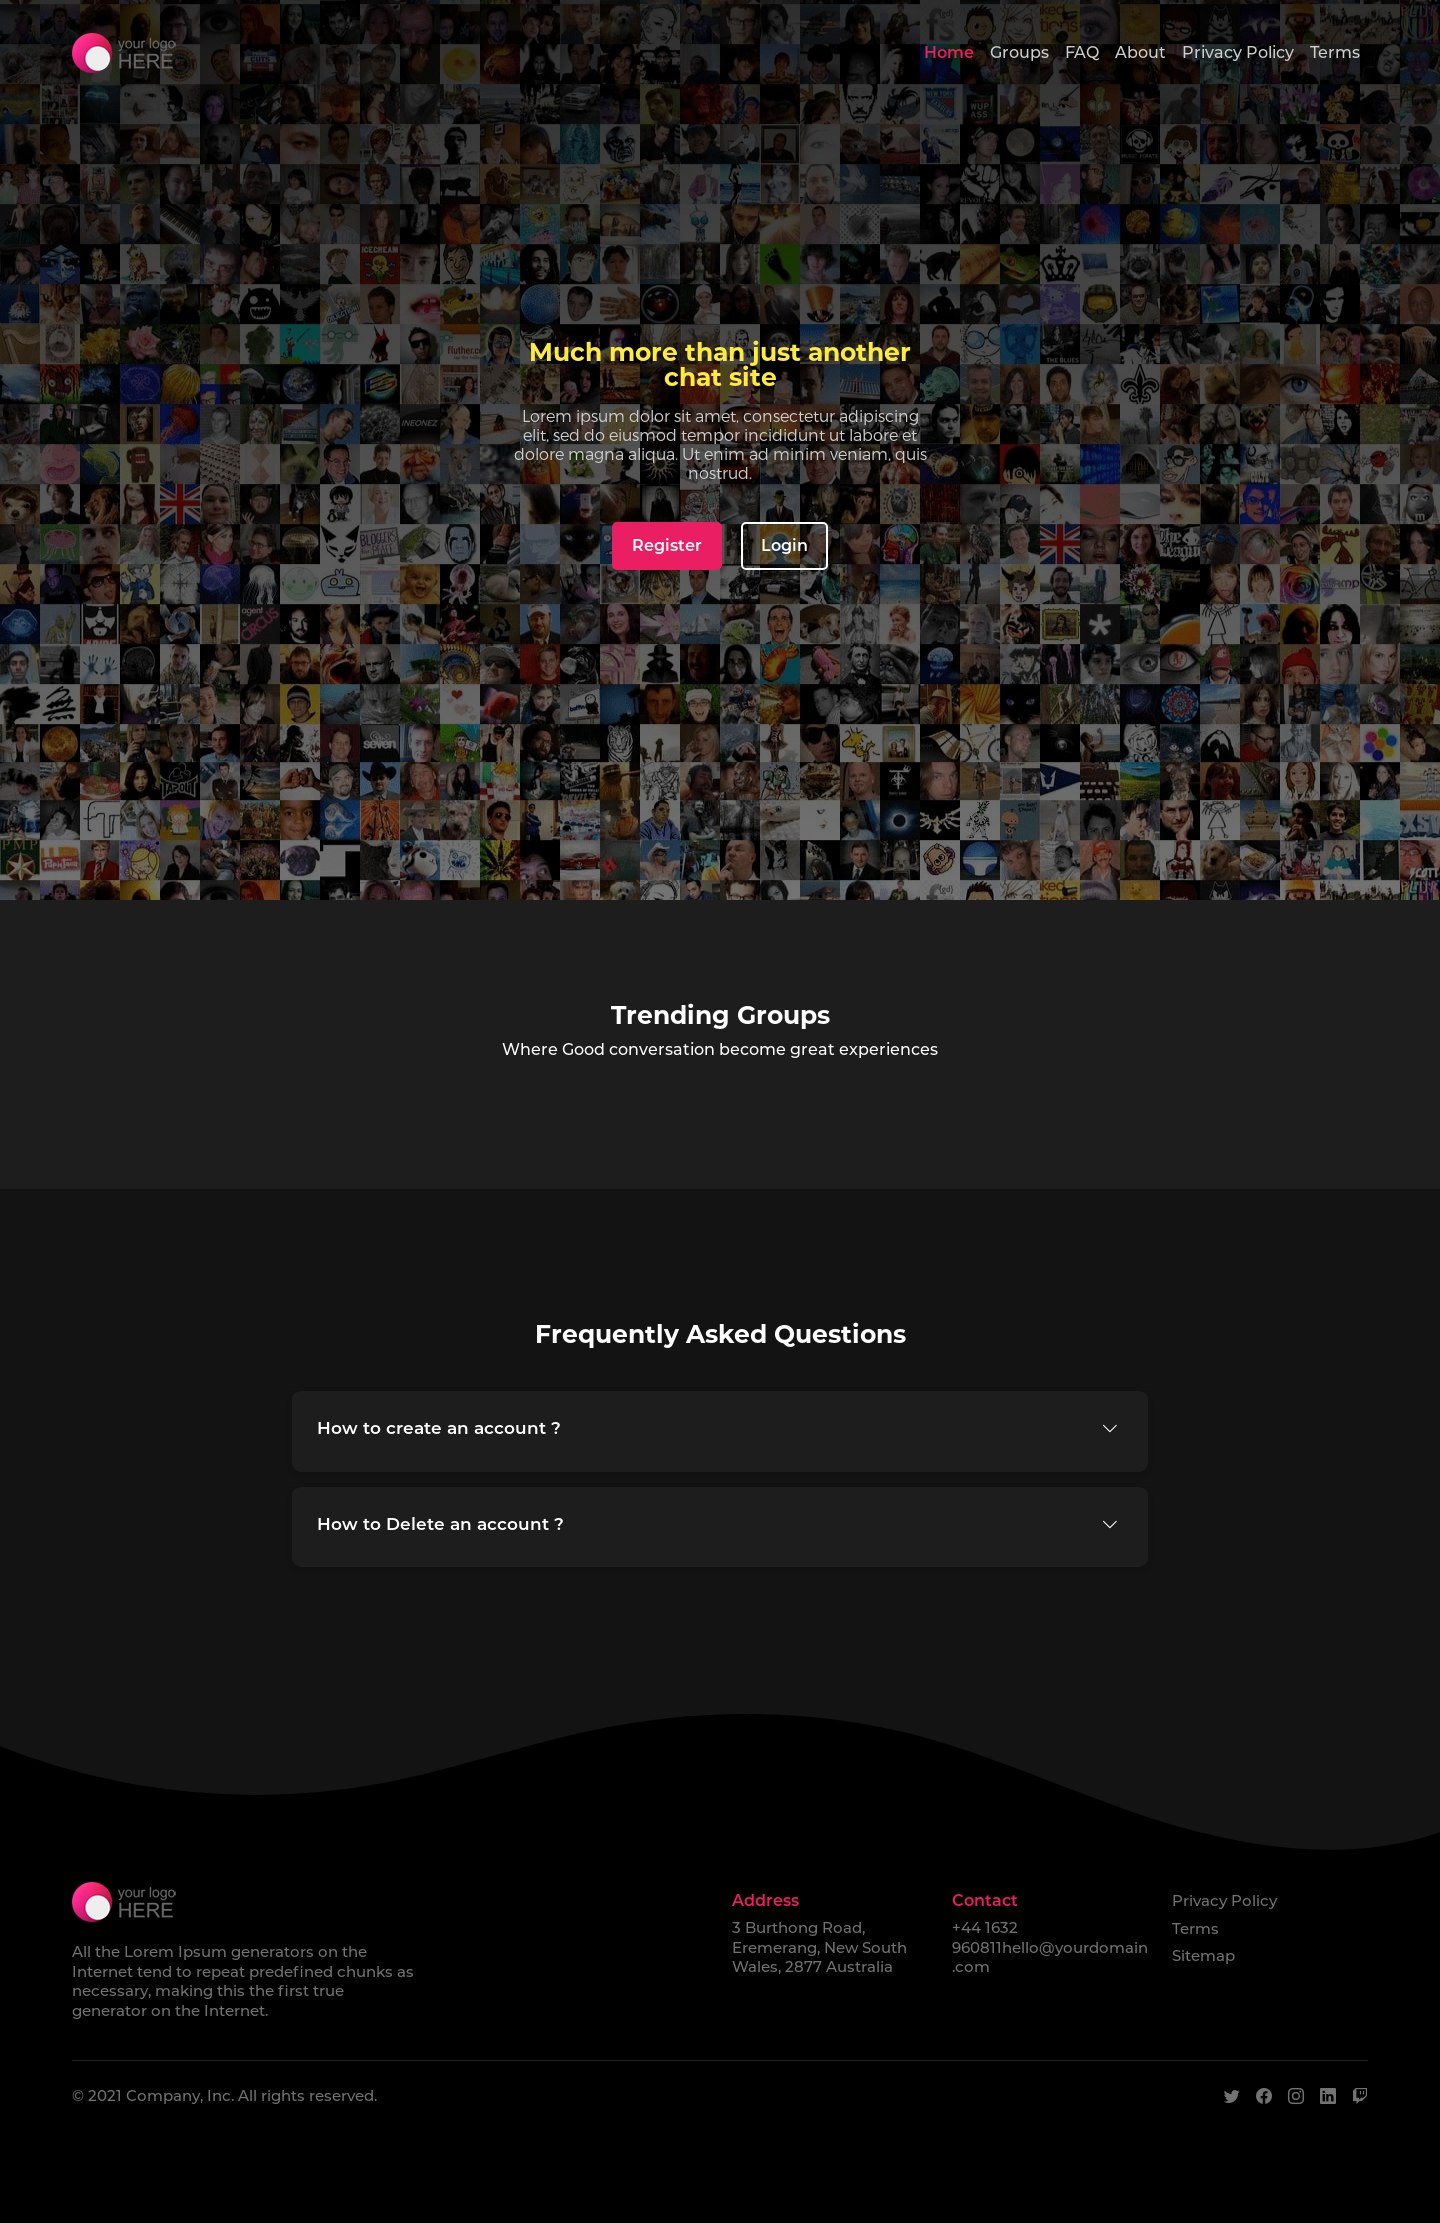 your logo
HERE
Home Groups FAQ About Privacy Policy Terms
Much more than just another
chat site
Lorem ipsum dolor sit amet, consectetur adipiscing
elit, sed do eiusmod tempor incididunt ut labore et
dolore magna aliqua. Ut enim ad minim veniam, quis
nostrud.
Register
Login
Trending Groups
Where Good conversation become great experiences
Frequently Asked Questions
How to create an account ?
How to Delete an account ?
your logo
HERE
All the Lorem Ipsum generators on the
Internet tend to repeat predefined chunks as
necessary, making this the first true
generator on the Internet.
Address
3 Burthong Road,
Eremerang, New South
Wales, 2877 Australia
Contact
+44 1632
960811hello@yourdomain
.com
Privacy Policy
Terms
Sitemap
© 2021 Company, Inc. All rights reserved.